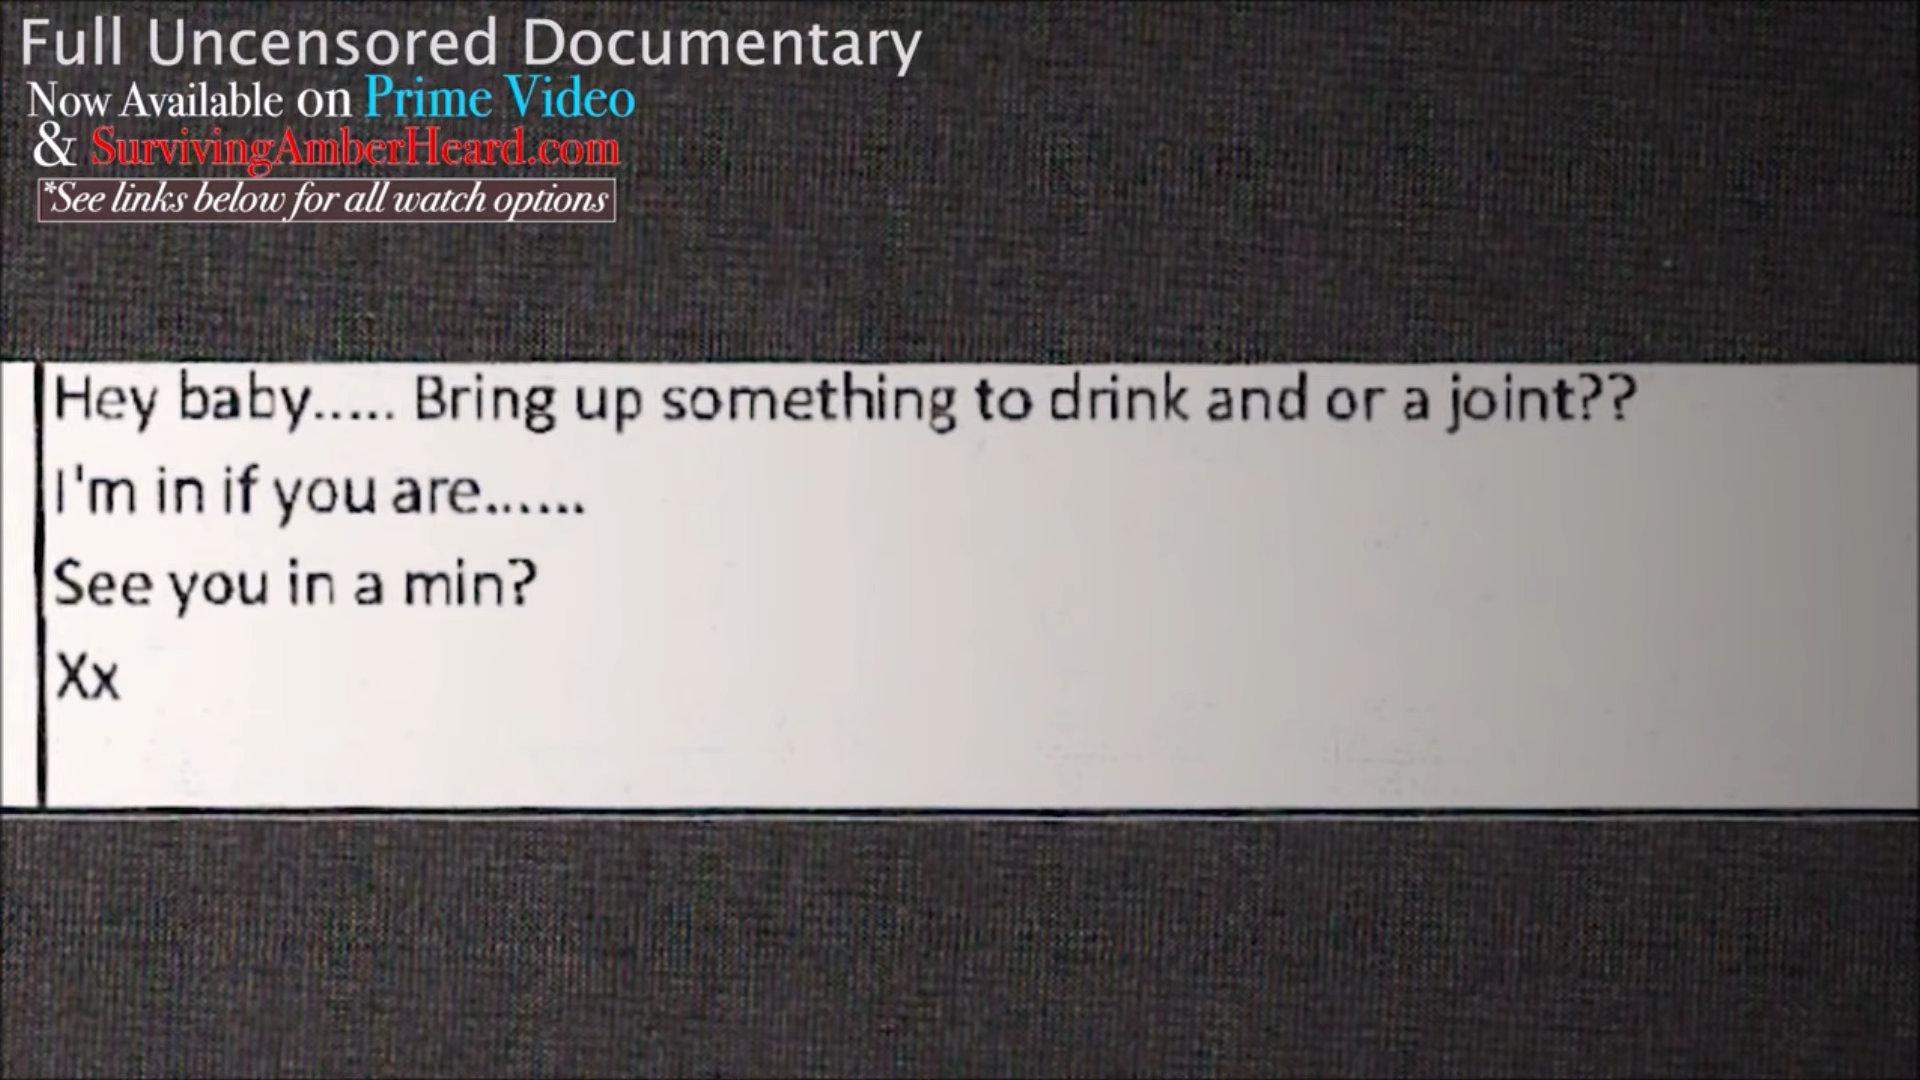 Full Uncensored Documentary
Now Available on Prime Video
& SurvivingAmberHeard.com
*See links below for all watch options
Hey baby..... Bring up something to drink and or a joint??
I'm in if you are......
See you in a min?
Xx